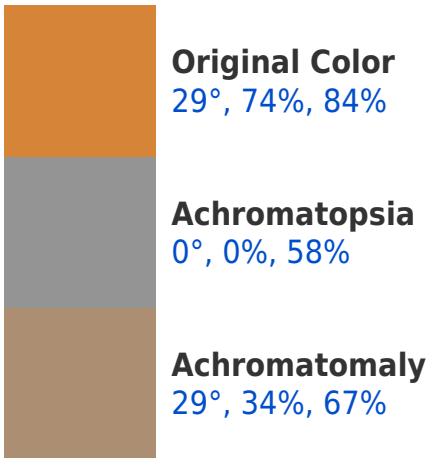 Original Color
29°, 74%, 84%
Achromatopsia
0°, 0%, 58%
Achromatomaly
29°, 34%, 67%